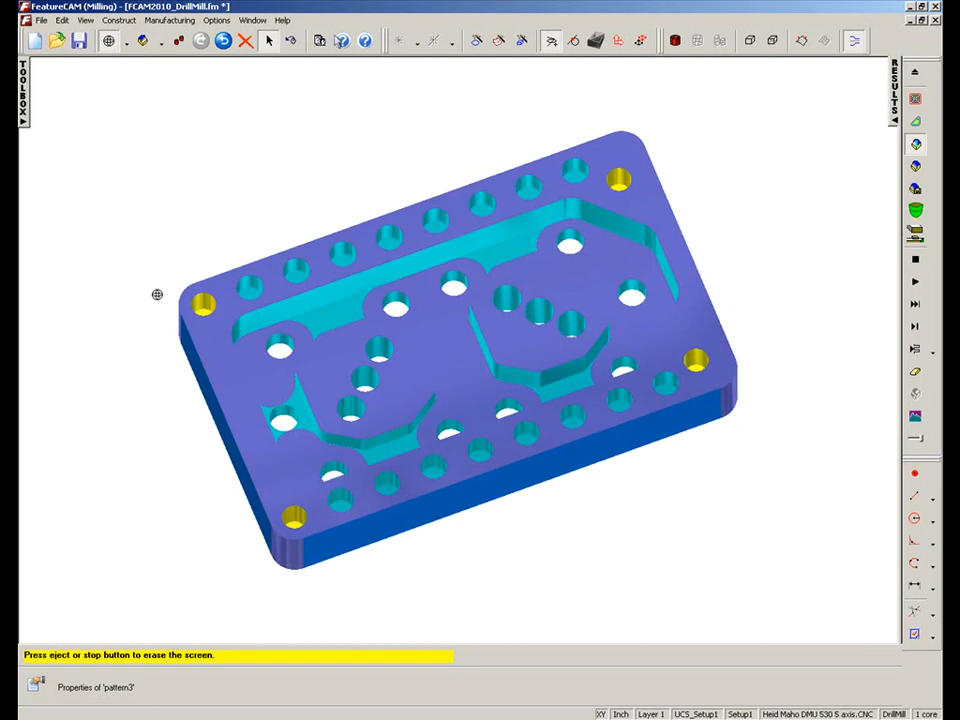 FeatureCAM (Milling) - [FCAM2010_DrillMill.fm *]
File Edit View Construct Manufacturing Options Window Help
TOOLBOX
RESULTS
Press eject or stop button to erase the screen.
Properties of 'pattern3'
XY Inch Layer 1 UCS_Setup1 Setup1 Heid Maho DMU 530 5 axis.CNC DrillMill 1 core